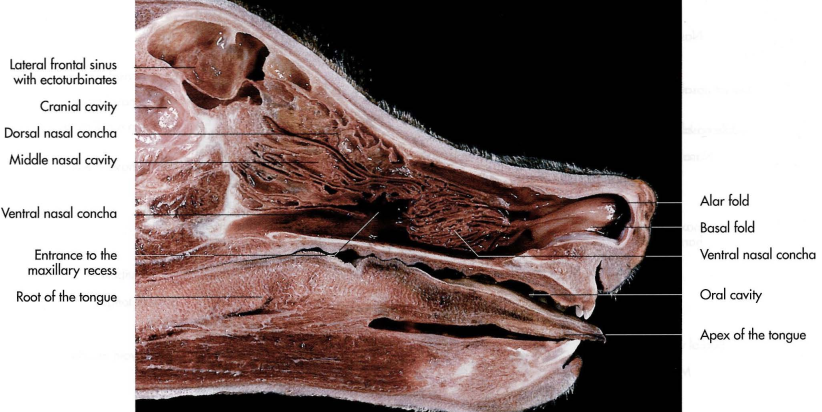 Lateral frontal sinus
with ectoturbinates
Cranial cavity
Dorsal nasal concha
Middle nasal cavity
Ventral nasal concha
Entrance to the
maxillary recess
Root of the tongue
Alar fold
Basal fold
Ventral nasal concha
Oral cavity
Apex of the tongue